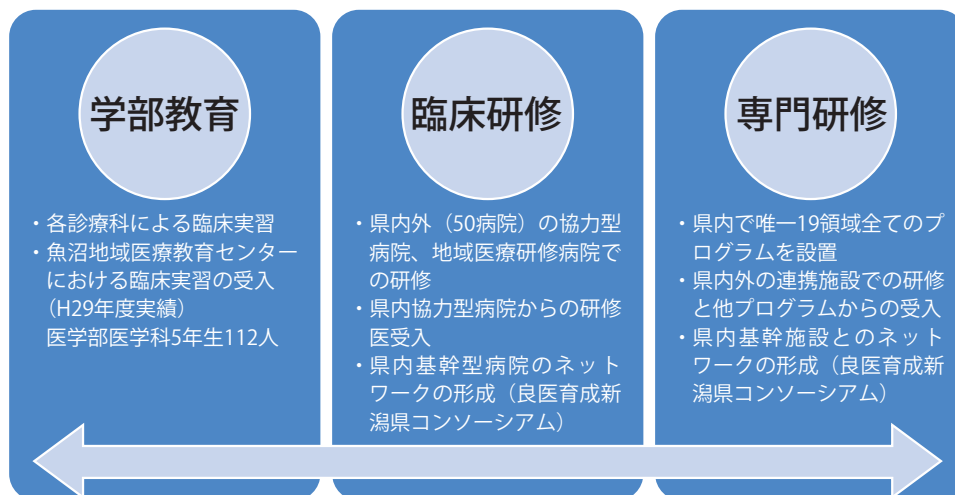 学部教育
・各診療科による臨床実習
・魚沼地域医療教育センター
における臨床実習の受入
（H29年度実績）
医学部医学科5年生112人
臨床研修
・県内外（50病院）の協力型
病院、地域医療研修病院で
の研修
・県内協力型病院からの研修
医受入
・県内基幹型病院のネット
ワークの形成（良医育成新
潟県コンソーシアム）
専門研修
・県内で唯一19領域全てのプ
ログラムを設置
・県内外の連携施設での研修
と他プログラムからの受入
・県内基幹施設とのネット
ワークの形成（良医育成新
潟県コンソーシアム）